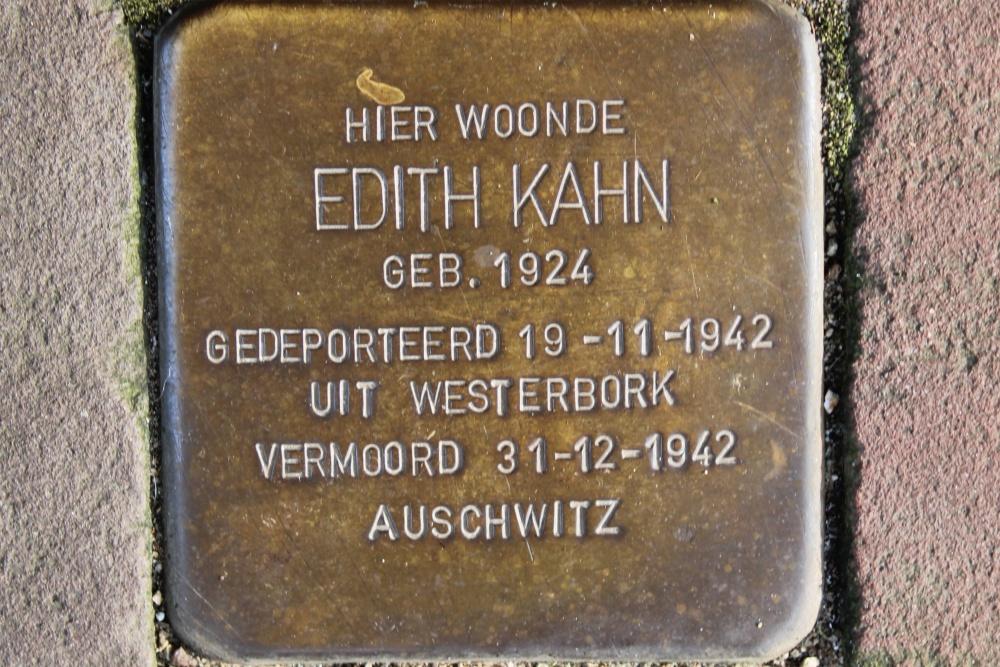 HIER WOONDE
EDITH KAHN
GEB. 1924
GEDEPORTEERD 19-11-1942
UIT WESTERBORK
VERMOORD 31-12-1942
AUSCHWITZ